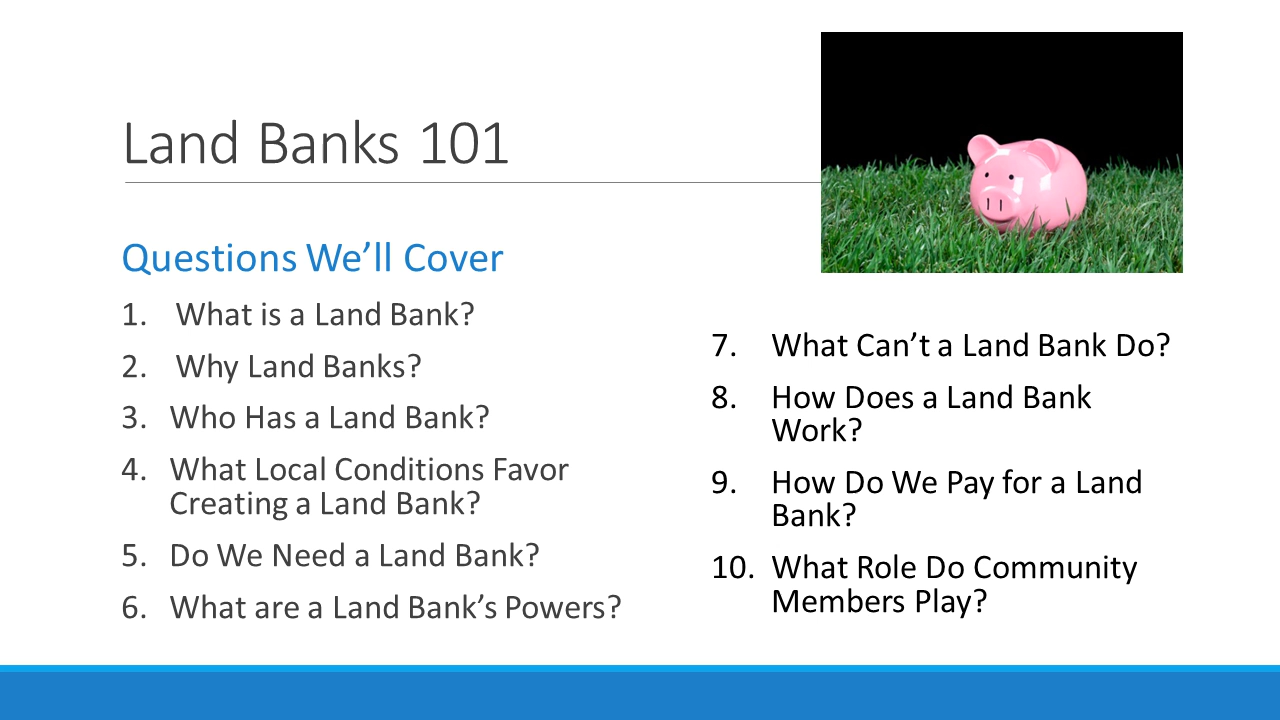 Land Banks 101
Questions We’ll Cover
1. What is a Land Bank?
2. Why Land Banks?
3. Who Has a Land Bank?
4. What Local Conditions Favor
Creating a Land Bank?
5. Do We Need a Land Bank?
6. What are a Land Bank’s Powers?
7. What Can’t a Land Bank Do?
8. How Does a Land Bank
Work?
9. How Do We Pay for a Land
Bank?
10. What Role Do Community
Members Play?